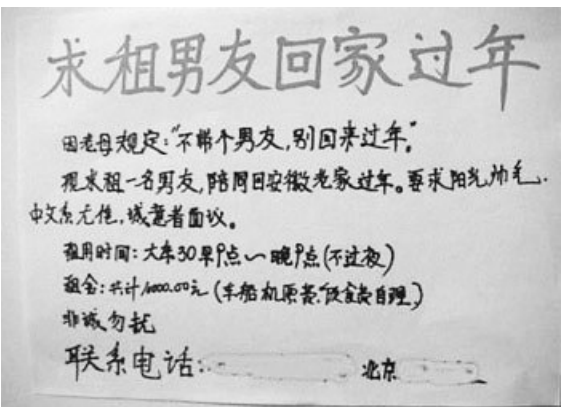 求租男友回家过年
因老母规定:"不带个男友,别回来过年."
现求租一名男友,陪同回安徽老家过年。要求阳光帅气.
中文系尤佳,诚意者面议。
租用时间:大年30早9点~晚9点(不过夜)
租金:共计1000.00元(车船机票费.饮食费自理.)
非诚勿扰
联系电话: 北京